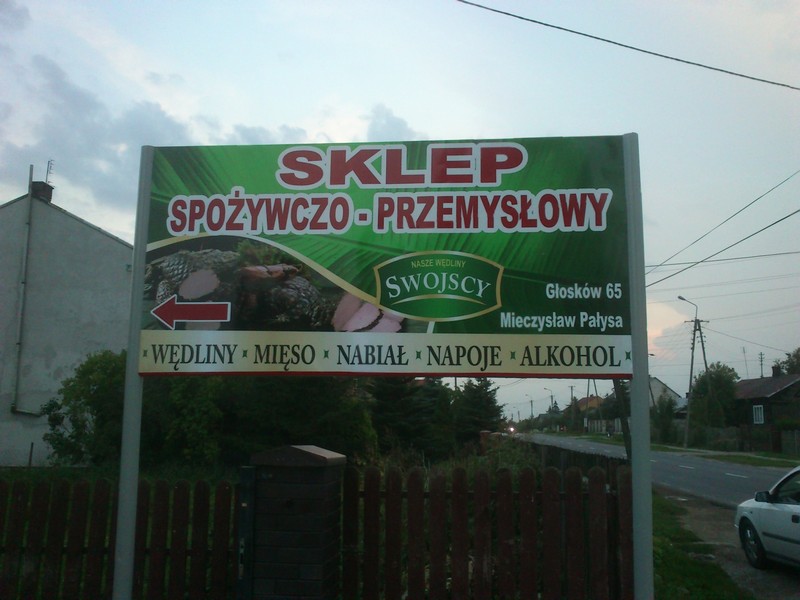 SKLEP
SPOŻYWCZO - PRZEMYSŁOWY
NASZE WĘDLINY
SWOJSCY
Głosków 65
Mieczysław Pałysa
WĘDLINY MIĘSO NABIAŁ NAPOJE ALKOHOL